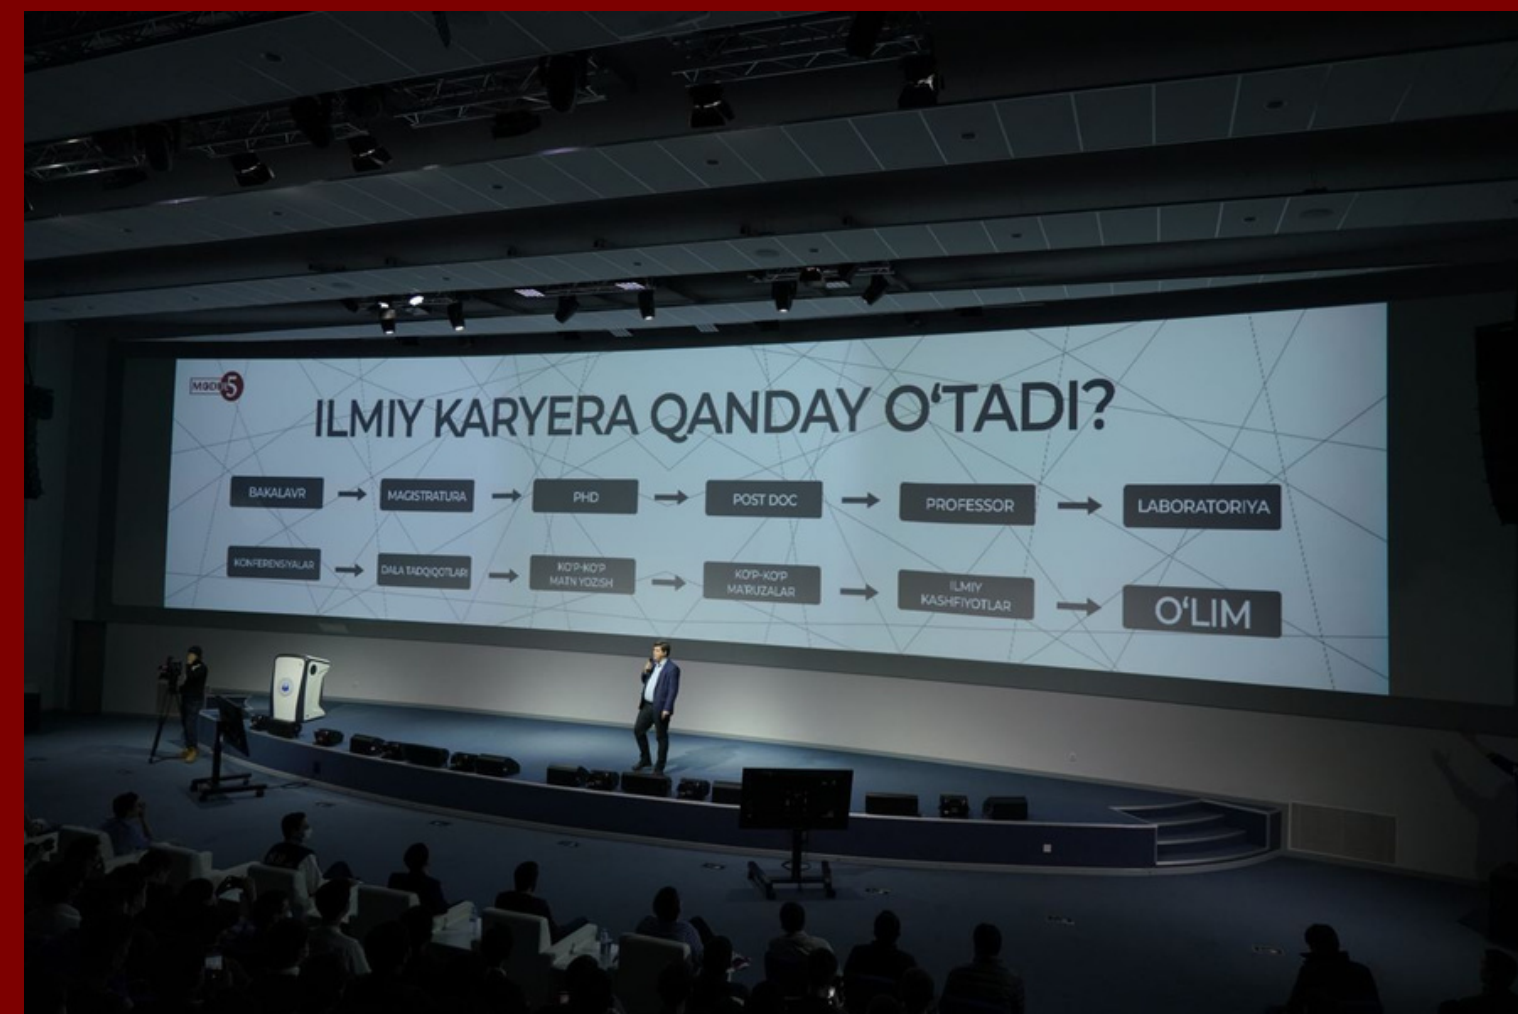 ILMIY KARYERA QANDAY O‘TADI?
BAKALAVR
MAGISTRATURA
PHD
POST DOC
PROFESSOR
LABORATORIYA
KONFERENSIYALAR
DALA TADQIQOTLARI
KO‘P-KO‘P
MATN YOZISH
KO‘P-KO‘P
MA’RUZALAR
ILMIY
KASHFIYOTLAR
O‘LIM
5